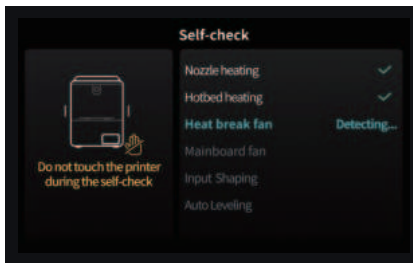 Self-check
Do not touch the printer
during the self-check
Nozzle heating
Hotbed heating
Heat break fan Detecting...
Mainboard fan
Input Shaping
Auto Leveling